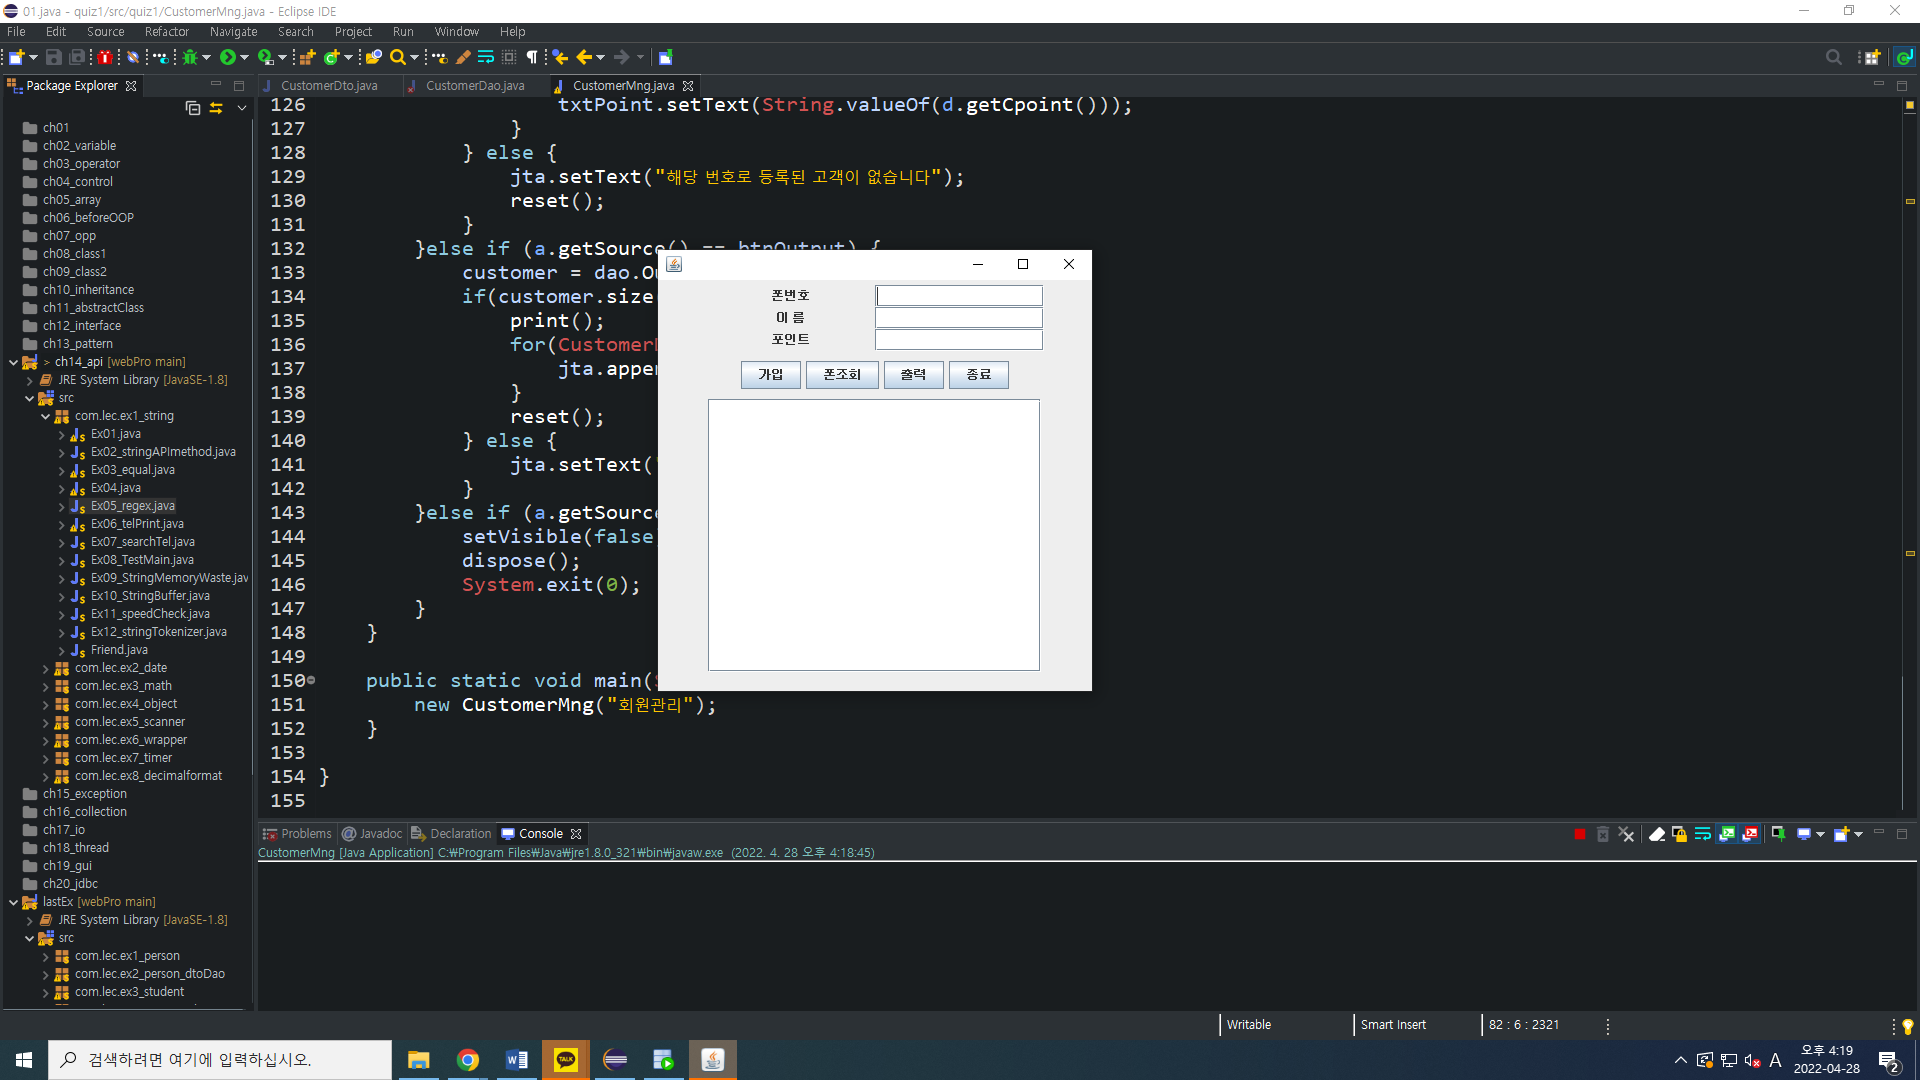 01.java - quiz1/src/quiz1/CustomerMng.java - Eclipse IDE
File Edit Source Refactor Navigate Search Project Run Window Help
Package Explorer
CustomerDto.java CustomerDao.java CustomerMng.java
ch01
ch02_variable
ch03_operator
ch04_control
ch05_array
ch06_beforeOOP
ch07_opp
ch08_class1
ch09_class2
ch10_inheritance
ch11_abstractClass
ch12_interface
ch13_pattern
> ch14_api [webPro main]
JRE System Library [JavaSE-1.8]
src
com.lec.ex1_string
Ex01.java
Ex02_stringAPImethod.java
Ex03_equal.java
Ex04.java
Ex05_regex.java
Ex06_telPrint.java
Ex07_searchTel.java
Ex08_TestMain.java
Ex09_StringMemoryWaste.jav
Ex10_StringBuffer.java
Ex11_speedCheck.java
Ex12_stringTokenizer.java
Friend.java
com.lec.ex2_date
com.lec.ex3_math
com.lec.ex4_object
com.lec.ex5_scanner
com.lec.ex6_wrapper
com.lec.ex7_timer
com.lec.ex8_decimalformat
ch15_exception
ch16_collection
ch17_io
ch18_thread
ch19_gui
ch20_jdbc
lastEx [webPro main]
JRE System Library [JavaSE-1.8]
src
com.lec.ex1_person
com.lec.ex2_person_dtoDao
com.lec.ex3_student
126 txtPoint.setText(String.valueOf(d.getCpoint()));
127 }
128 } else {
129 jta.setText("해당 번호로 등록된 고객이 없습니다");
130 reset();
131 }
132 }else if (a.getSource() == btnOutput) {
133 customer = dao.Ou
134 if(customer.size
135 print();
136 for(Customer
137 jta.appen
138 }
139 reset();
140 } else {
141 jta.setText(
142 }
143 }else if (a.getSource
144 setVisible(false
145 dispose();
146 System.exit(0);
147 }
148 }
149
150 public static void main(
151 new CustomerMng("회원관리");
152 }
153
154 }
155
폰번호
이 름
포인트
가입 폰조회 출력 종료
Problems Javadoc Declaration Console
CustomerMng [Java Application] C:₩Program Files₩Java₩jre1.8.0_321₩bin₩javaw.exe (2022. 4. 28 오후 4:18:45)
Writable Smart Insert 82 : 6 : 2321
검색하려면 여기에 입력하십시오.
TALK
A
오후 4:19
2022-04-28
2